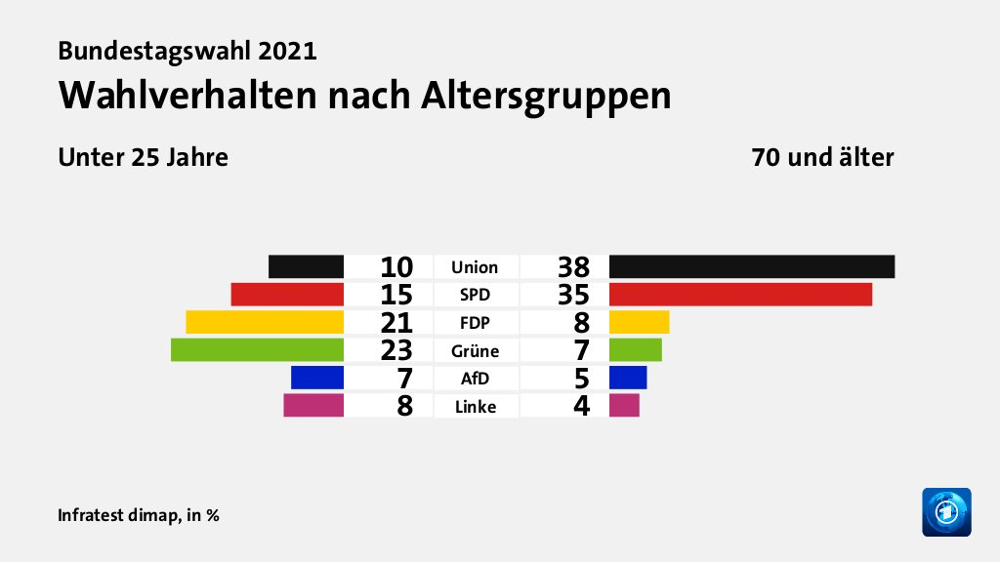 Bundestagswahl 2021
Wahlverhalten nach Altersgruppen
Unter 25 Jahre 70 und älter
10 Union 38
15 SPD 35
21 FDP 8
23 Grüne 7
7 AfD 5
8 Linke 4
Infratest dimap, in %